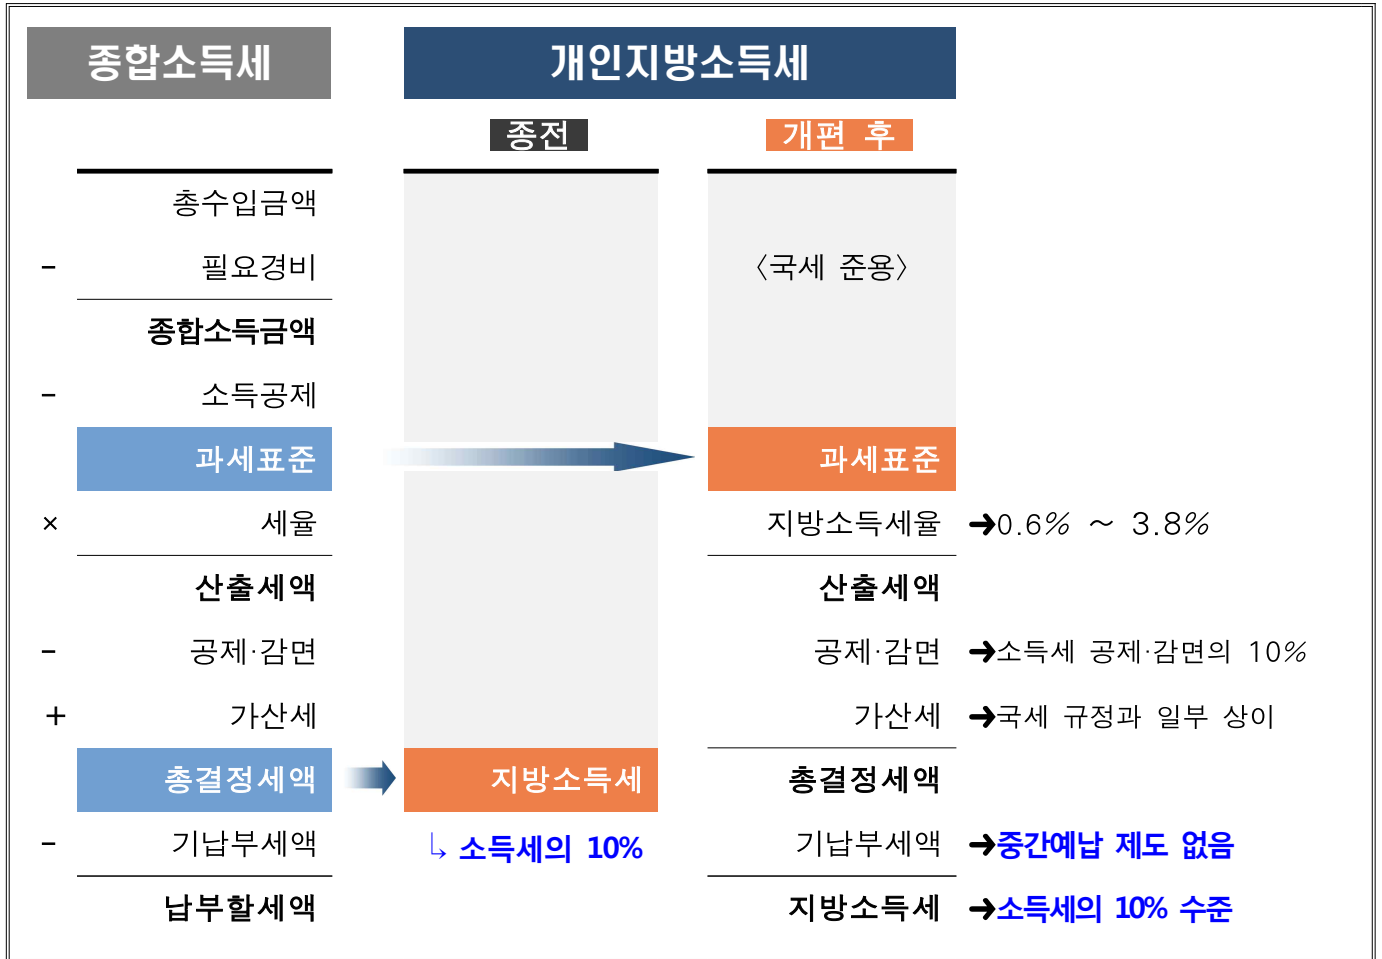 종합소득세 개인지방소득세
종전 개편 후
총수입금액
- 필요경비 〈국세 준용〉
종합소득금액
- 소득공제
과세표준 과세표준
× 세율 지방소득세율 ➔0.6% ~ 3.8%
산출세액 산출세액
- 공제·감면 공제·감면 ➔소득세 공제·감면의 10%
+ 가산세 가산세 ➔국세 규정과 일부 상이
총결정세액 지방소득세 총결정세액
- 기납부세액 ↳ 소득세의 10% 기납부세액 ➔중간예납 제도 없음
납부할세액 지방소득세 ➔소득세의 10% 수준